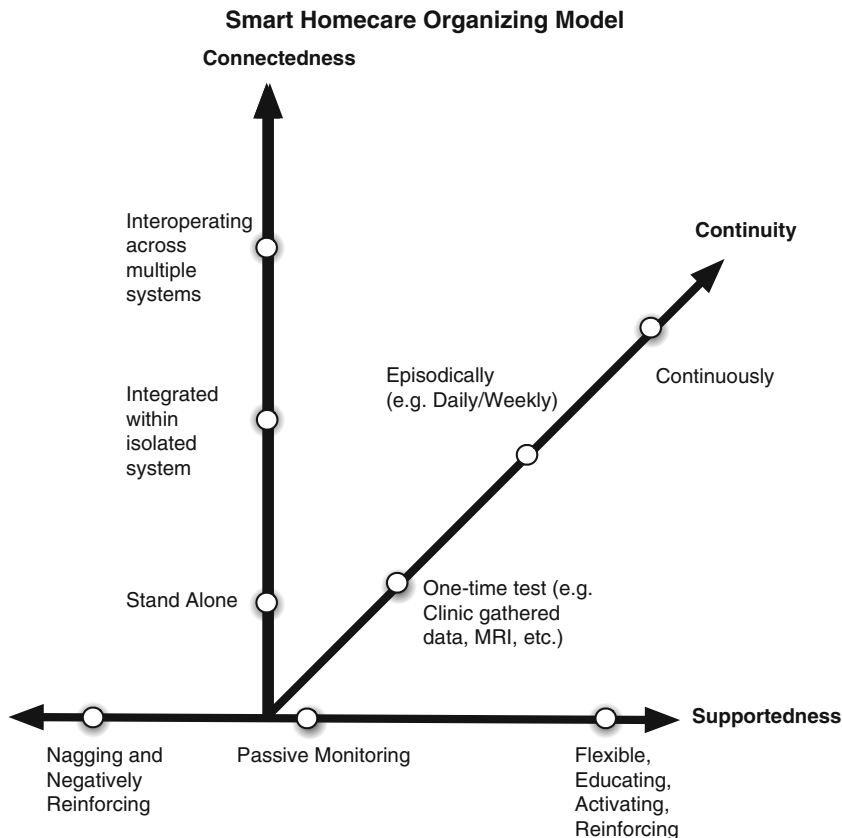 Smart Homecare Organizing Model
Connectedness
Interoperating
across
multiple
systems
Continuity
Episodically
(e.g. Daily/Weekly)
Continuously
Integrated
within
isolated
system
One-time test (e.g.
Clinic gathered
data, MRI, etc.)
Stand Alone
Supportedness
Nagging and
Negatively
Reinforcing
Passive Monitoring
Flexible,
Educating,
Activating,
Reinforcing